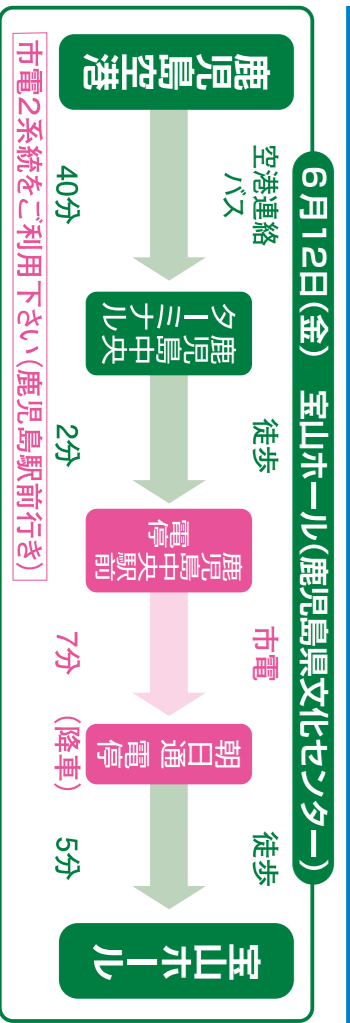 6月12日(金) 宝山ホール(鹿児島県文化センター)
鹿児島空港
空港連絡
バス
40分
鹿児島中央
ターミナル
徒歩
2分
鹿児島中央駅前
電停
市電
7分
朝日通
電停
(降車)
徒歩
5分
宝山ホール
市電2系統をご利用下さい(鹿児島駅前行き)